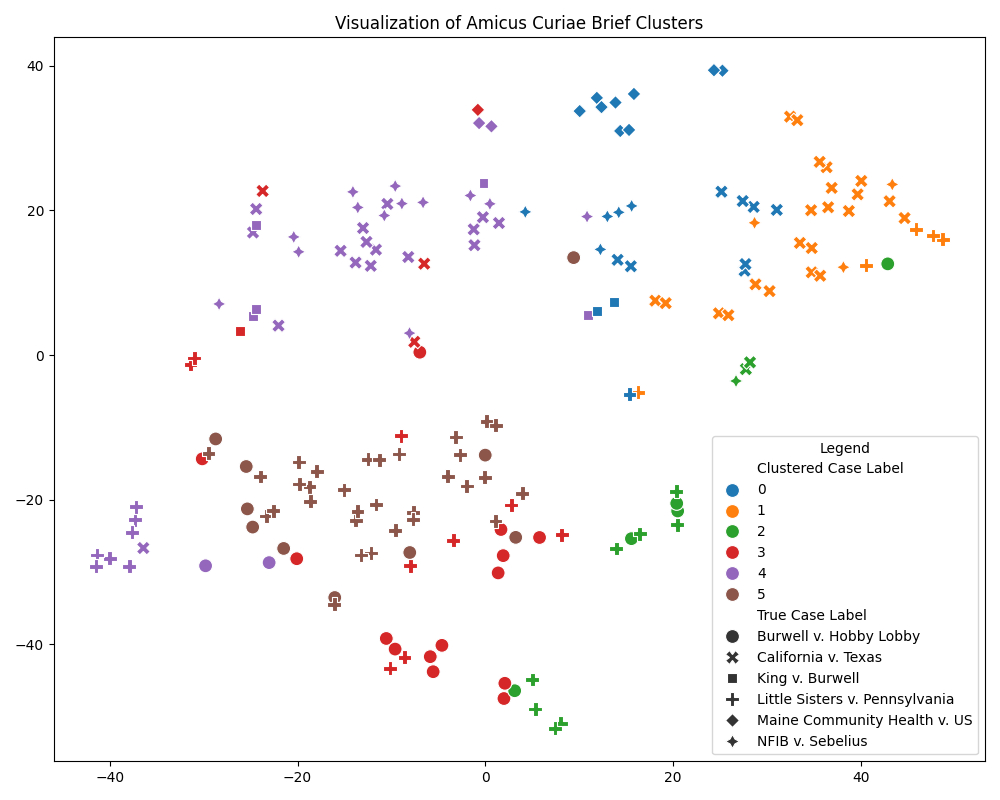 Visualization of Amicus Curiae Brief Clusters
40
20
0
−20
−40
−40
−20
0
20
40
Legend
Clustered Case Label
0
1
2
3
4
5
True Case Label
Burwell v. Hobby Lobby
California v. Texas
King v. Burwell
Little Sisters v. Pennsylvania
Maine Community Health v. US
NFIB v. Sebelius